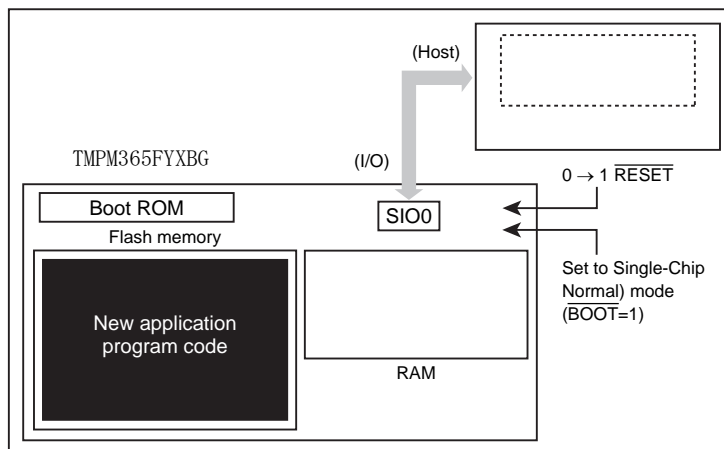 (Host)
TMPM365FYXBG
(I/O)
0 → 1 RESET
Boot ROM
SIO0
Flash memory
Set to Single-Chip
Normal) mode
(BOOT=1)
New application
program code
RAM